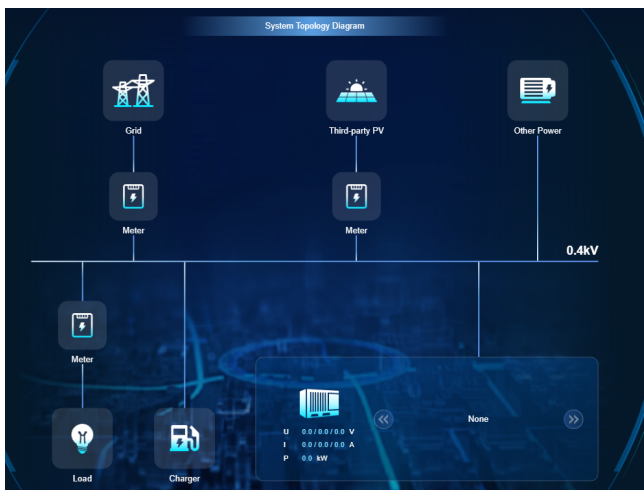 System Topology Diagram
Grid
Third-party PV
Other Power
Meter
Meter
0.4kV
Meter
Load
Charger
U 0.0/0.0/0.0 V
I 0.0/0.0/0.0 A
P 0.0 kW
None